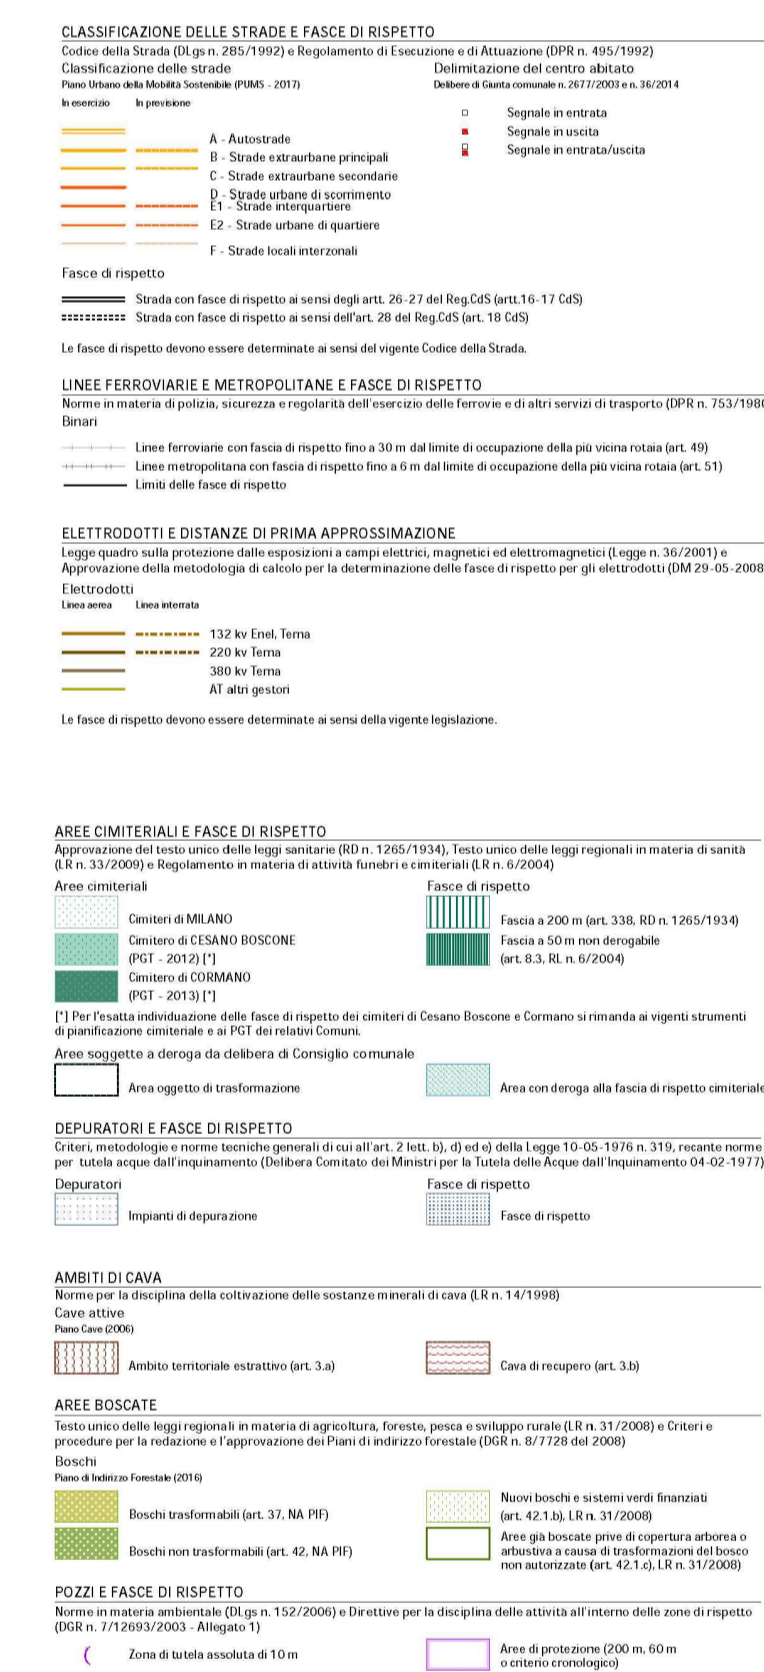 CLASSIFICAZIONE DELLE STRADE E FASCE DI RISPETTO
Codice della Strada (DLgs n. 285/1992) e Regolamento di Esecuzione e di Attuazione (DPR n. 495/1992)
Classificazione delle strade
Piano Urbano della Mobilità Sostenibile (PUMS - 2017)
In esercizio In previsione
A - Autostrade
B - Strade extraurbane principali
C - Strade extraurbane secondarie
D - Strade urbane di scorrimento
E1 - Strade interquartiere
E2 - Strade urbane di quartiere
F - Strade locali interzonali
Delimitazione del centro abitato
Delibere di Giunta comunale n. 2677/2003 e n. 36/2014
Segnale in entrata
Segnale in uscita
Segnale in entrata/uscita
Fasce di rispetto
Strada con fasce di rispetto ai sensi degli artt. 26-27 del Reg.CdS (artt.16-17 CdS)
Strada con fasce di rispetto ai sensi dell'art. 28 del Reg.CdS (art. 18 CdS)
Le fasce di rispetto devono essere determinate ai sensi del vigente Codice della Strada.
LINEE FERROVIARIE E METROPOLITANE E FASCE DI RISPETTO
Norme in materia di polizia, sicurezza e regolarità dell'esercizio delle ferrovie e di altri servizi di trasporto (DPR n. 753/1980
Binari
Linee ferroviarie con fascia di rispetto fino a 30 m dal limite di occupazione della più vicina rotaia (art. 49)
Linee metropolitana con fascia di rispetto fino a 6 m dal limite di occupazione della più vicina rotaia (art. 51)
Limiti delle fasce di rispetto
ELETTRODOTTI E DISTANZE DI PRIMA APPROSSIMAZIONE
Legge quadro sulla protezione dalle esposizioni a campi elettrici, magnetici ed elettromagnetici (Legge n. 36/2001) e
Approvazione della metodologia di calcolo per la determinazione delle fasce di rispetto per gli elettrodotti (DM 29-05-2008
Elettrodotti
Linea aerea Linea interrata
132 kv Enel, Terna
220 kv Terna
380 kv Terna
AT altri gestori
Le fasce di rispetto devono essere determinate ai sensi della vigente legislazione.
AREE CIMITERIALI E FASCE DI RISPETTO
Approvazione del testo unico delle leggi sanitarie (RD n. 1265/1934), Testo unico delle leggi regionali in materia di sanità
(LR n. 33/2009) e Regolamento in materia di attività funebri e cimiteriali (LR n. 6/2004)
Aree cimiteriali
Cimiteri di MILANO
Cimitero di CESANO BOSCONE
(PGT - 2012) [*]
Cimitero di CORMANO
(PGT - 2013) [*]
Fasce di rispetto
Fascia a 200 m (art. 338, RD n. 1265/1934)
Fascia a 50 m non derogabile
(art. 8.3, RL n. 6/2004)
[*] Per l'esatta individuazione delle fasce di rispetto dei cimiteri di Cesano Boscone e Cormano si rimanda ai vigenti strumenti
di pianificazione cimiteriale e ai PGT dei relativi Comuni.
Aree soggette a deroga da delibera di Consiglio comunale
Area oggetto di trasformazione
Area con deroga alla fascia di rispetto cimiteriale
DEPURATORI E FASCE DI RISPETTO
Criteri, metodologie e norme tecniche generali di cui all'art. 2 lett. b), d) ed e) della Legge 10-05-1976 n. 319, recante norme
per tutela acque dall'inquinamento (Delibera Comitato dei Ministri per la Tutela delle Acque dall'Inquinamento 04-02-1977)
Depuratori
Impianti di depurazione
Fasce di rispetto
Fasce di rispetto
AMBITI DI CAVA
Norme per la disciplina della coltivazione delle sostanze minerali di cava (LR n. 14/1998)
Cave attive
Piano Cave (2006)
Ambito territoriale estrattivo (art. 3.a)
Cava di recupero (art. 3.b)
AREE BOSCATE
Testo unico delle leggi regionali in materia di agricoltura, foreste, pesca e sviluppo rurale (LR n. 31/2008) e Criteri e
procedure per la redazione e l'approvazione dei Piani di indirizzo forestale (DGR n. 8/7728 del 2008)
Boschi
Piano di Indirizzo Forestale (2016)
Boschi trasformabili (art. 37, NA PIF)
Boschi non trasformabili (art. 42, NA PIF)
Nuovi boschi e sistemi verdi finanziati
(art. 42.1.b), LR n. 31/2008)
Aree già boscate prive di copertura arborea o
arbustiva a causa di trasformazioni del bosco
non autorizzate (art. 42.1.c), LR n. 31/2008)
POZZI E FASCE DI RISPETTO
Norme in materia ambientale (DLgs n. 152/2006) e Direttive per la disciplina delle attività all'interno delle zone di rispetto
(DGR n. 7/12693/2003 - Allegato 1)
Zona di tutela assoluta di 10 m
Aree di protezione (200 m, 60 m
o criterio cronologico)